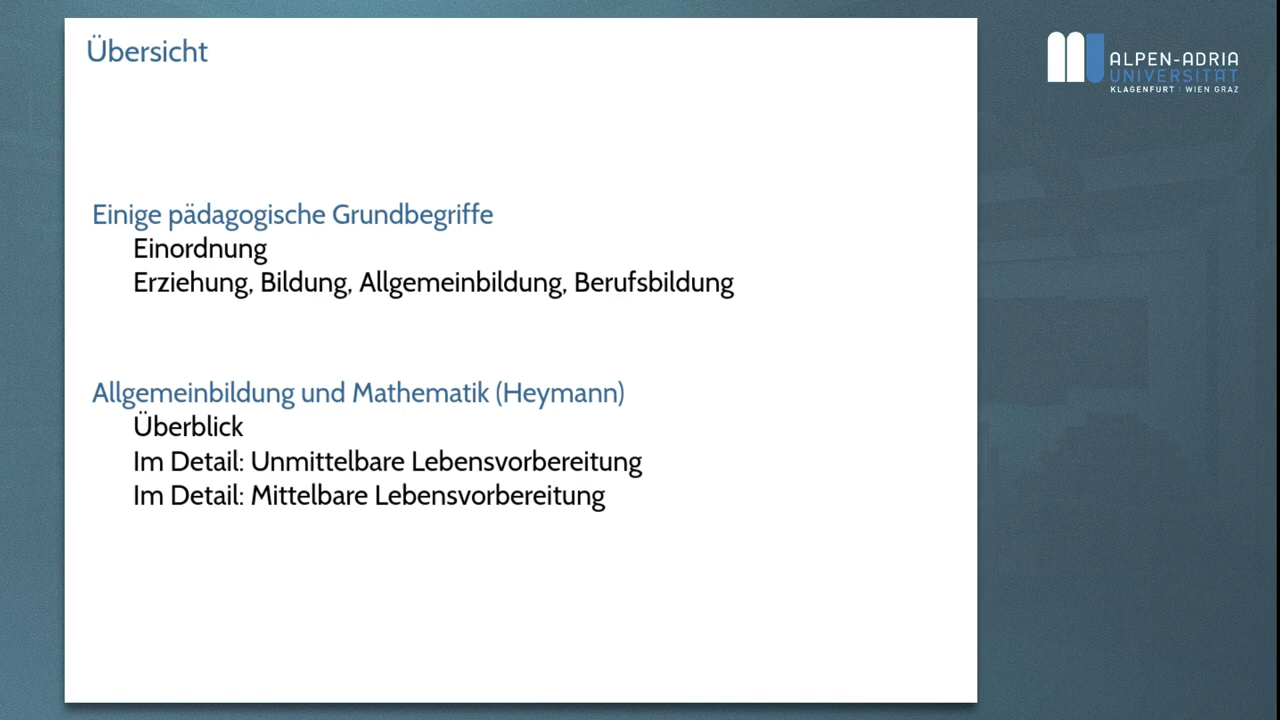 Übersicht
Einige pädagogische Grundbegriffe
Einordnung
Erziehung, Bildung, Allgemeinbildung, Berufsbildung
Allgemeinbildung und Mathematik (Heymann)
Überblick
Im Detail: Unmittelbare Lebensvorbereitung
Im Detail: Mittelbare Lebensvorbereitung
ALPEN-ADRIA
UNIVERSITÄT
KLAGENFURT | WIEN GRAZ